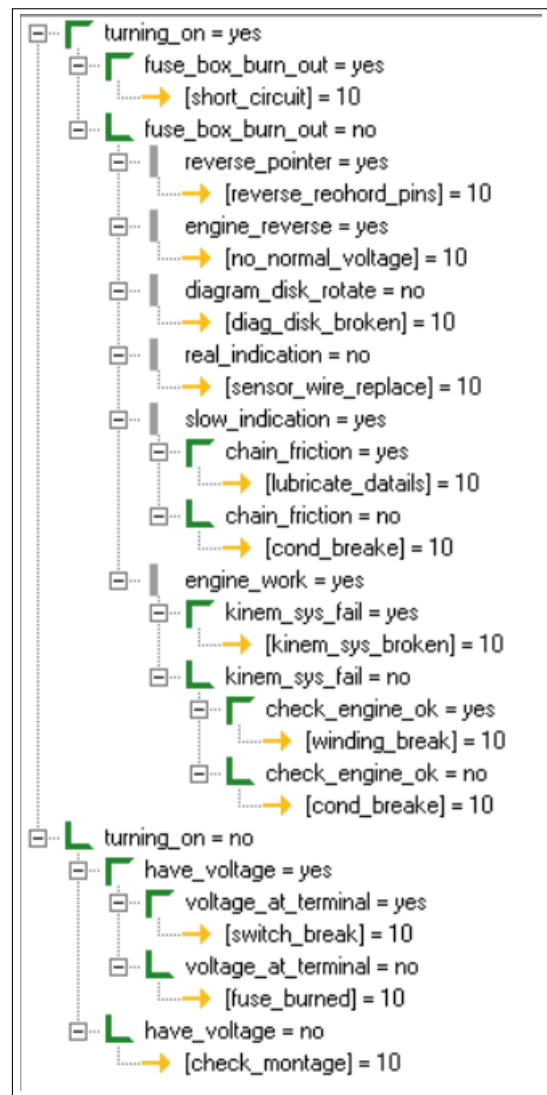 turning_on = yes
fuse_box_burn_out = yes
[short_circuit] = 10
fuse_box_burn_out = no
reverse_pointer = yes
[reverse_reohord_pins] = 10
engine_reverse = yes
[no_normal_voltage] = 10
diagram_disk_rotate = no
[diag_disk_broken] = 10
real_indication = no
[sensor_wire_replace] = 10
slow_indication = yes
chain_friction = yes
[lubricate_datails] = 10
chain_friction = no
[cond_breake] = 10
engine_work = yes
kinem_sys_fail = yes
[kinem_sys_broken] = 10
kinem_sys_fail = no
check_engine_ok = yes
[winding_break] = 10
check_engine_ok = no
[cond_breake] = 10
turning_on = no
have_voltage = yes
voltage_at_terminal = yes
[switch_break] = 10
voltage_at_terminal = no
[fuse_burned] = 10
have_voltage = no
[check_montage] = 10